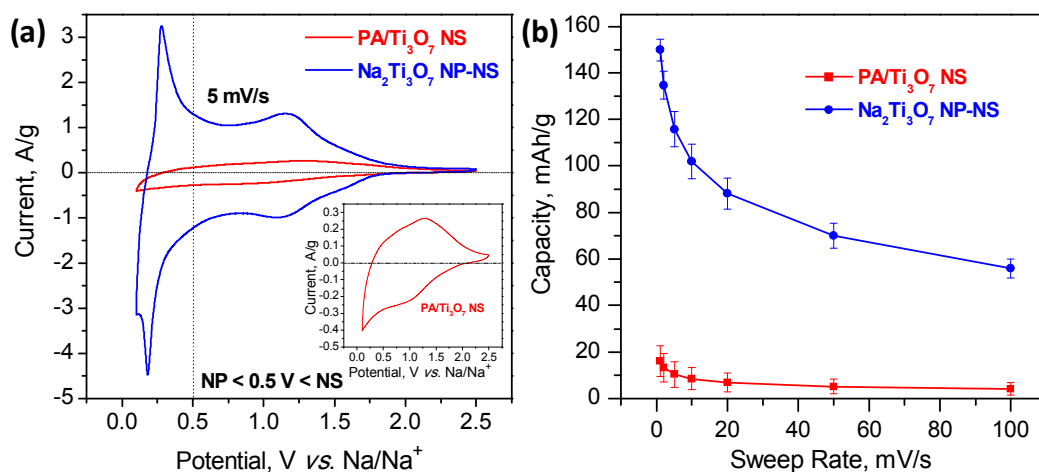 (a)
PA/Ti₃O₇ NS
Na₂Ti₃O₇ NP-NS
5 mV/s
Current, A/g
3
2
1
0
-1
-2
-3
-4
-5
NP < 0.5 V < NS
0.0 0.5 1.0 1.5 2.0 2.5
Potential, V vs. Na/Na⁺
Current, A/g
0.4
0.3
0.2
0.1
0.0
-0.1
-0.2
-0.3
-0.4
-0.5
PA/Ti₃O₇ NS
0.0 0.5 1.0 1.5 2.0 2.5
Potential, V vs. Na/Na⁺
(b)
PA/Ti₃O₇ NS
Na₂Ti₃O₇ NP-NS
Capacity, mAh/g
160
140
120
100
80
60
40
20
0
0 20 40 60 80 100
Sweep Rate, mV/s